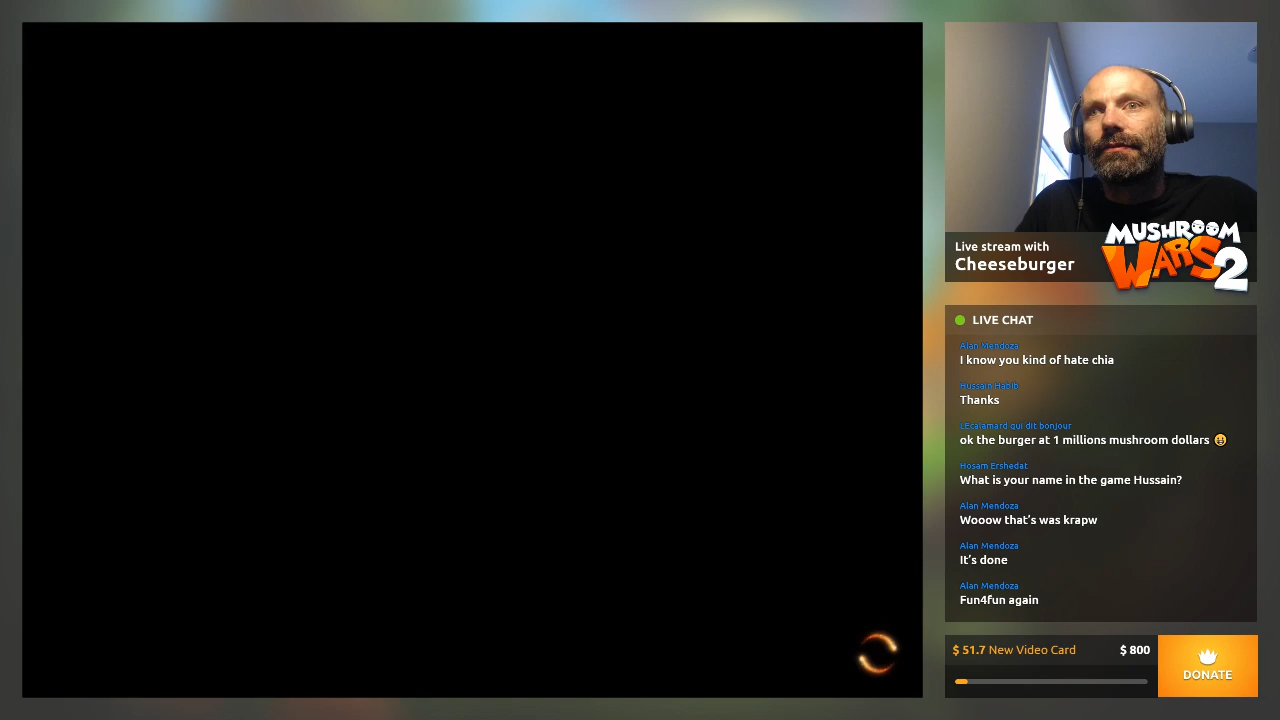 Live stream with
Cheeseburger
MUSHROOM
WARS 2
LIVE CHAT
Alan Mendoza
I know you kind of hate chia
Hussain Habib
Thanks
LEcalamard qui dit bonjour
ok the burger at 1 millions mushroom dollars
Hosam Ershedat
What is your name in the game Hussain?
Alan Mendoza
Wooow that's was krapw
Alan Mendoza
It's done
Alan Mendoza
Fun4fun again
$ 51.7 New Video Card $ 800
DONATE